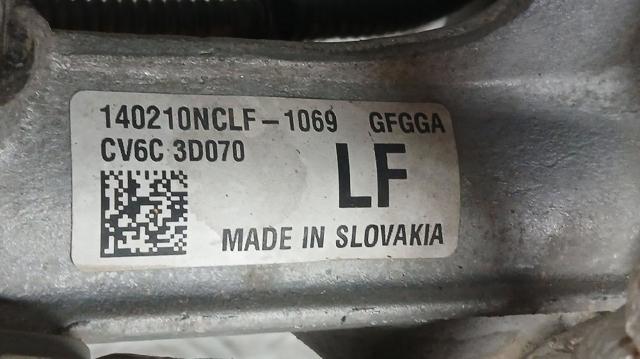 140210NCLF-1069 GFGGA
CV6C 3D070
LF
MADE IN SLOVAKIA